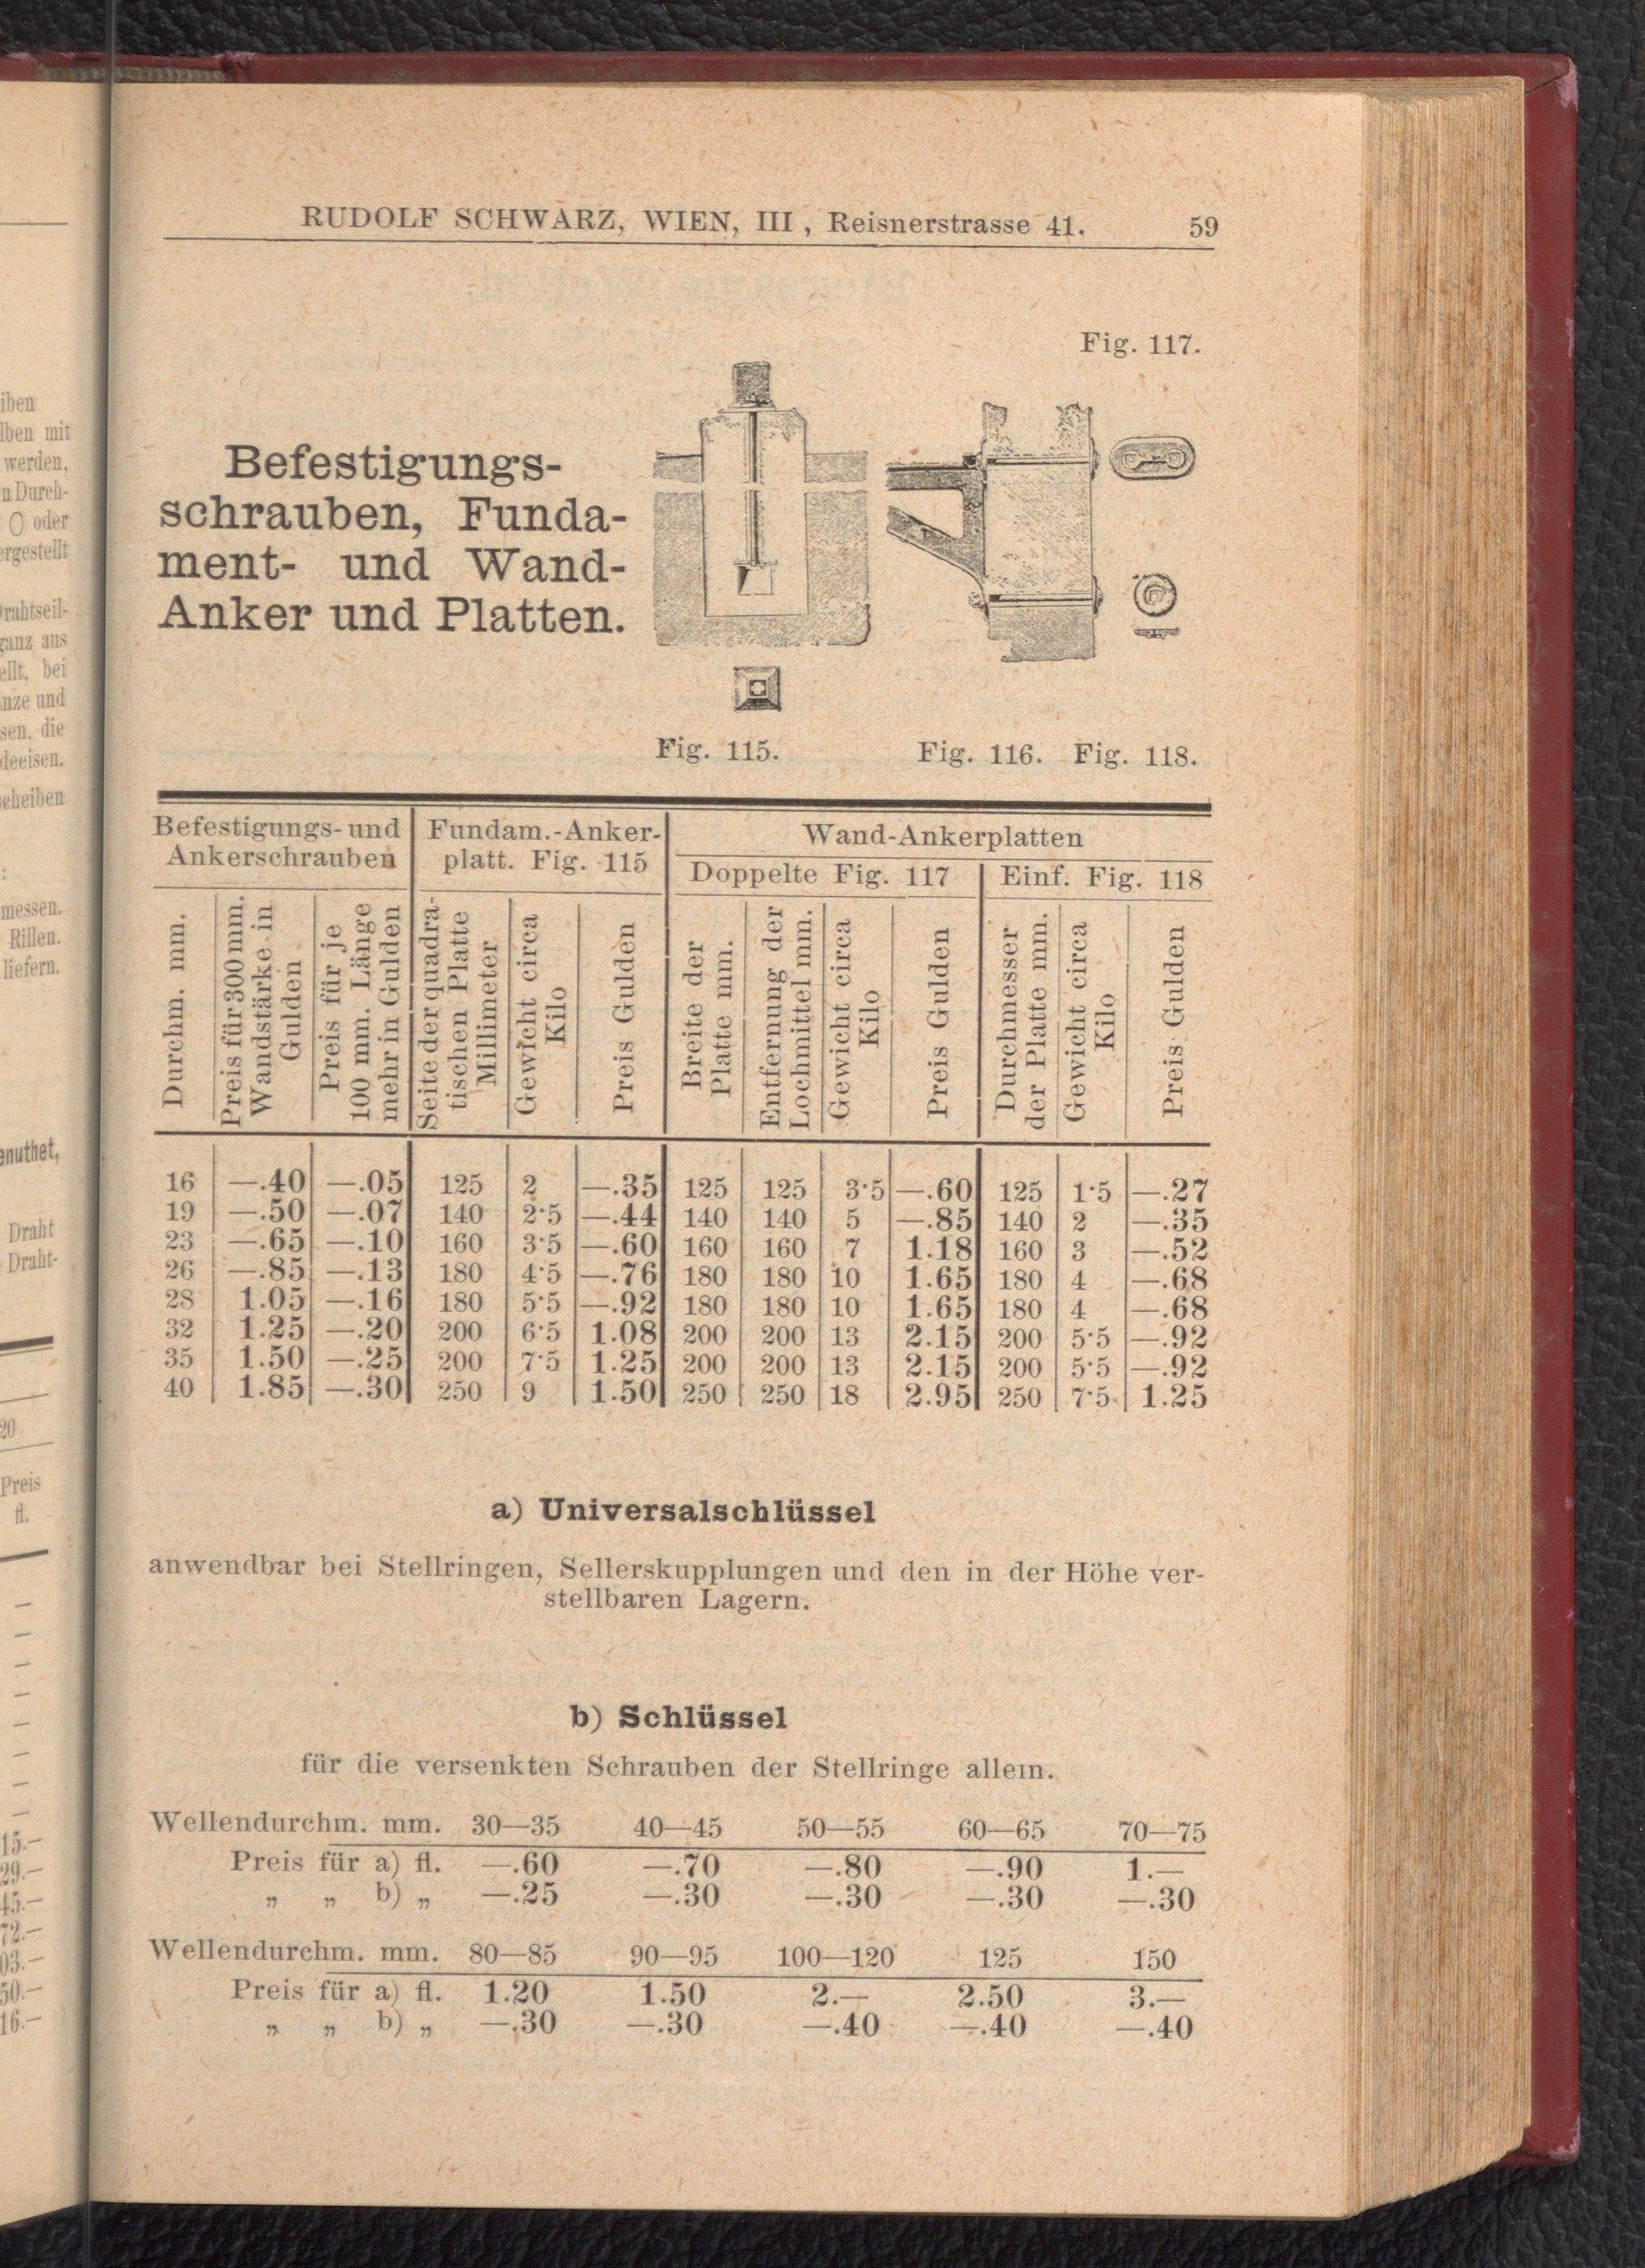 RUDOLF SCHWARZ, WIEN, III, Reisnerstrasse 41. 59
Fig. 117.
Befestigungs-
schrauben, Funda-
ment- und Wand-
Anker und Platten.
Fig. 115. Fig. 116. Fig. 118.
Befestigungs- und Ankerschrauben
Fundam.-Anker-platt. Fig. 115
Wand-Ankerplatten
Doppelte Fig. 117 Einf. Fig. 118
Durchm. mm.
Preis für 300 mm.
Wandstärke in
Gulden
Preis für je
100 mm. Länge
mehr in Gulden
Seite der quadra-
tischen Platte
Millimeter
Gewicht circa
Kilo
Preis Gulden
Breite der
Platte mm.
Entfernung der
Lochmittel mm.
Gewicht circa
Kilo
Preis Gulden
Durchmesser
der Platte mm.
Gewicht circa
Kilo
Preis Gulden
16 —.40 —.05 125 2 —.35 125 125 3·5 —.60 125 1·5 —.27
19 —.50 —.07 140 2·5 —.44 140 140 5 —.85 140 2 —.35
23 —.65 —.10 160 3·5 —.60 160 160 7 1.18 160 3 —.52
26 —.85 —.13 180 4·5 —.76 180 180 10 1.65 180 4 —.68
28 1.05 —.16 180 5·5 —.92 180 180 10 1.65 180 4 —.68
32 1.25 —.20 200 6·5 1.08 200 200 13 2.15 200 5·5 —.92
35 1.50 —.25 200 7·5 1.25 200 200 13 2.15 200 5·5 —.92
40 1.85 —.30 250 9 1.50 250 250 18 2.95 250 7·5 1.25
a) Universalschlüssel
anwendbar bei Stellringen, Sellerskupplungen und den in der Höhe ver-
stellbaren Lagern.
b) Schlüssel
für die versenkten Schrauben der Stellringe allein.
Wellendurchm. mm. 30—35 40—45 50—55 60—65 70—75
Preis für a) fl. —.60 —.70 —.80 —.90 1.—
„ „ b) „ —.25 —.30 —.30 —.30 —.30
Wellendurchm. mm. 80—85 90—95 100—120 125 150
Preis für a) fl. 1.20 1.50 2.— 2.50 3.—
„ „ b) „ —.30 —.30 —.40 —.40 —.40